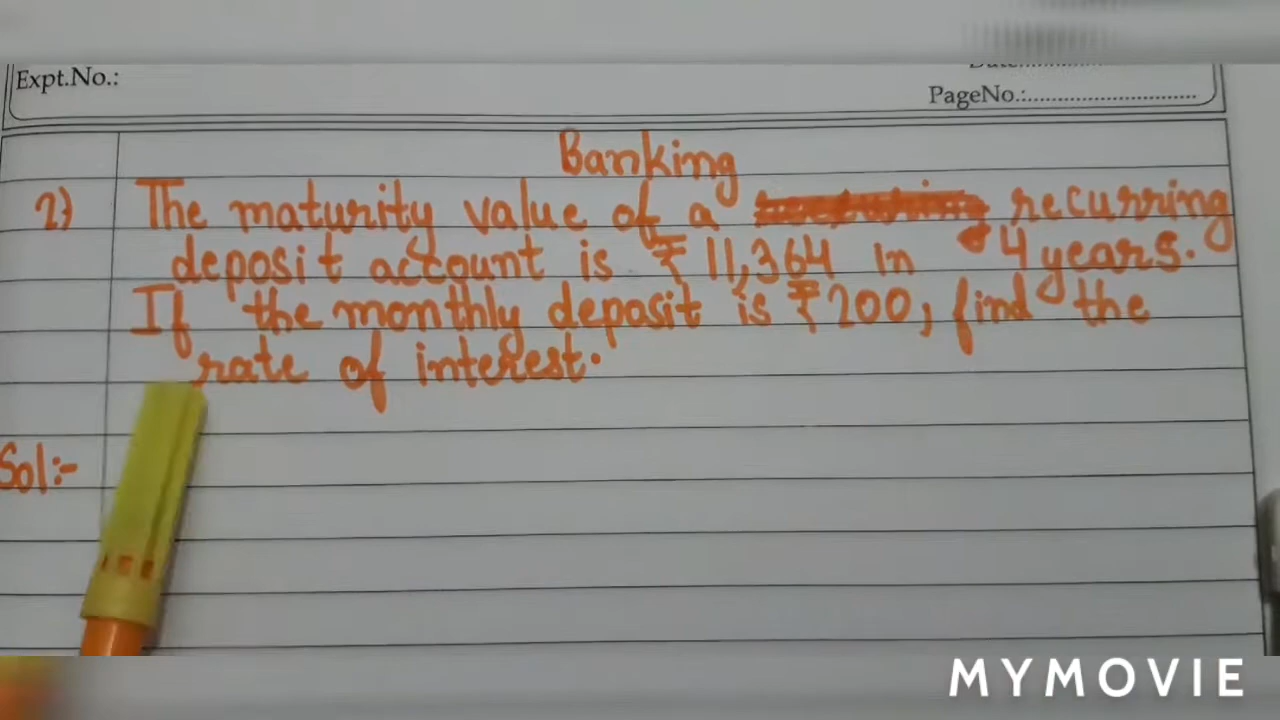 Expt.No.:
Date:..............
PageNo.:..............................
Banking
2) The maturity value of a recurring
deposit account is ₹ 11,364 in 4 years.
If the monthly deposit is ₹200, find the
rate of interest.
Sol:-
MYMOVIE